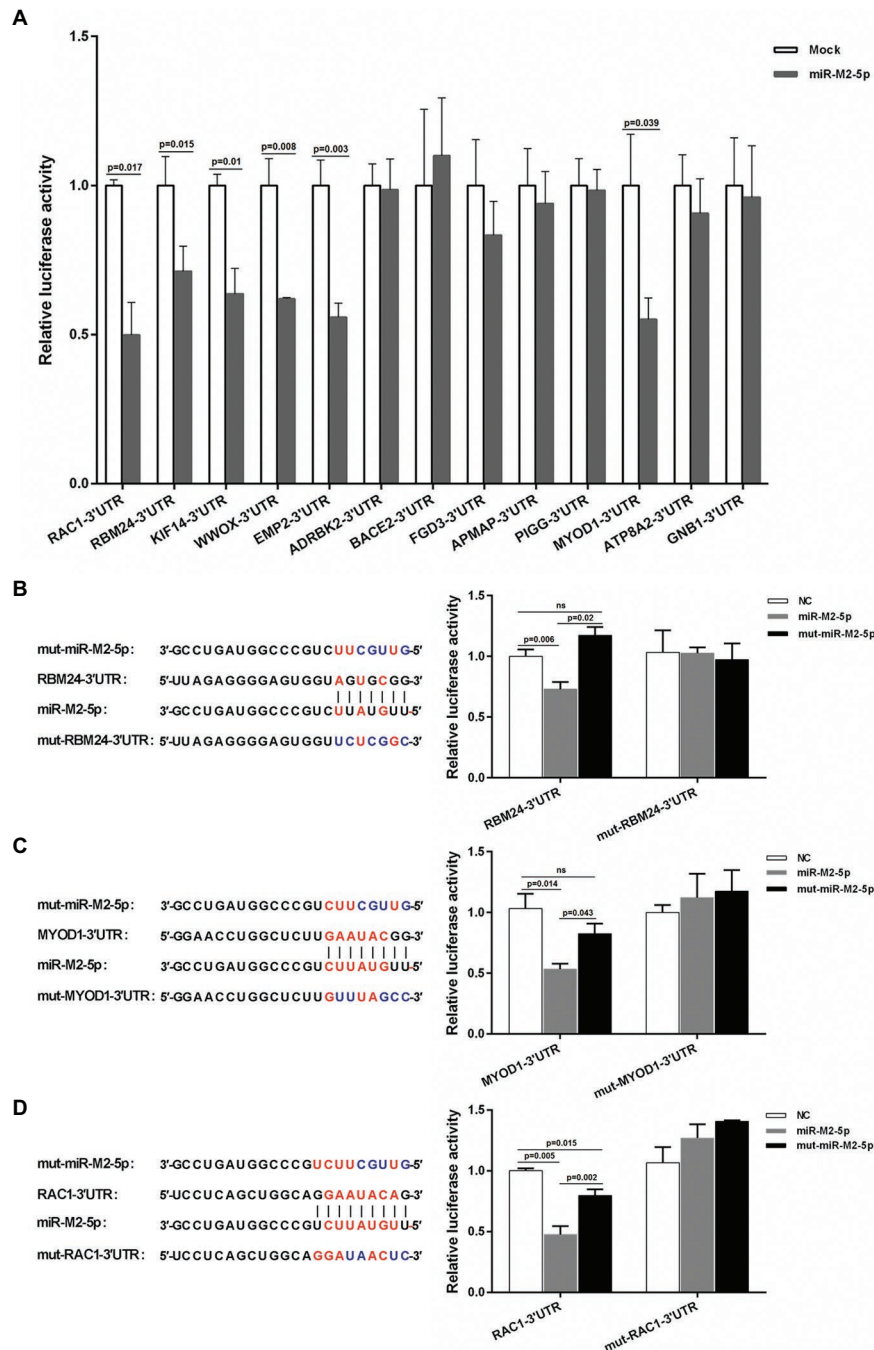 A
Relative luciferase activity
1.5
1.0
0.5
0.0
Mock
miR-M2-5p
p=0.017
p=0.015
p=0.01
p=0.008
p=0.003
p=0.039
RAC1-3'UTR
RBM24-3'UTR
KIF14-3'UTR
WWOX-3'UTR
EMP2-3'UTR
ADRBK2-3'UTR
BACE2-3'UTR
FGD3-3'UTR
APMAP-3'UTR
PIGG-3'UTR
MYOD1-3'UTR
ATP8A2-3'UTR
GNB1-3'UTR
B
mut-miR-M2-5p: 3'-GCCUGAUGGCCCGUCUUCGUUG-5'
RBM24-3'UTR: 5'-UUAGAGGGGAGUGGUAGUGCGG-3'
miR-M2-5p: 3'-GCCUGAUGGCCCGUCUUAUGUU-5'
mut-RBM24-3'UTR: 5'-UUAGAGGGGAGUGGUUCUCGGC-3'
Relative luciferase activity
1.5
1.0
0.5
0.0
NC
miR-M2-5p
mut-miR-M2-5p
ns
p=0.02
p=0.006
RBM24-3'UTR
mut-RBM24-3'UTR
C
mut-miR-M2-5p: 3'-GCCUGAUGGCCCGUCUUCGUUG-5'
MYOD1-3'UTR: 5'-GGAACCUGGCUCUUGAAUACGG-3'
miR-M2-5p: 3'-GCCUGAUGGCCCGUCUUAUGUU-5'
mut-MYOD1-3'UTR: 5'-GGAACCUGGCUCUUGUUUAGCC-3'
Relative luciferase activity
1.5
1.0
0.5
0.0
NC
miR-M2-5p
mut-miR-M2-5p
ns
p=0.014
p=0.043
MYOD1-3'UTR
mut-MYOD1-3'UTR
D
mut-miR-M2-5p: 3'-GCCUGAUGGCCCGUCUUCGUUG-5'
RAC1-3'UTR: 5'-UCCUCAGCUGGCAGGAAUACAG-3'
miR-M2-5p: 3'-GCCUGAUGGCCCGUCUUAUGUU-5'
mut-RAC1-3'UTR: 5'-UCCUCAGCUGGCAGGAUAACUC-3'
Relative luciferase activity
1.5
1.0
0.5
0.0
NC
miR-M2-5p
mut-miR-M2-5p
p=0.015
p=0.005
p=0.002
RAC1-3'UTR
mut-RAC1-3'UTR